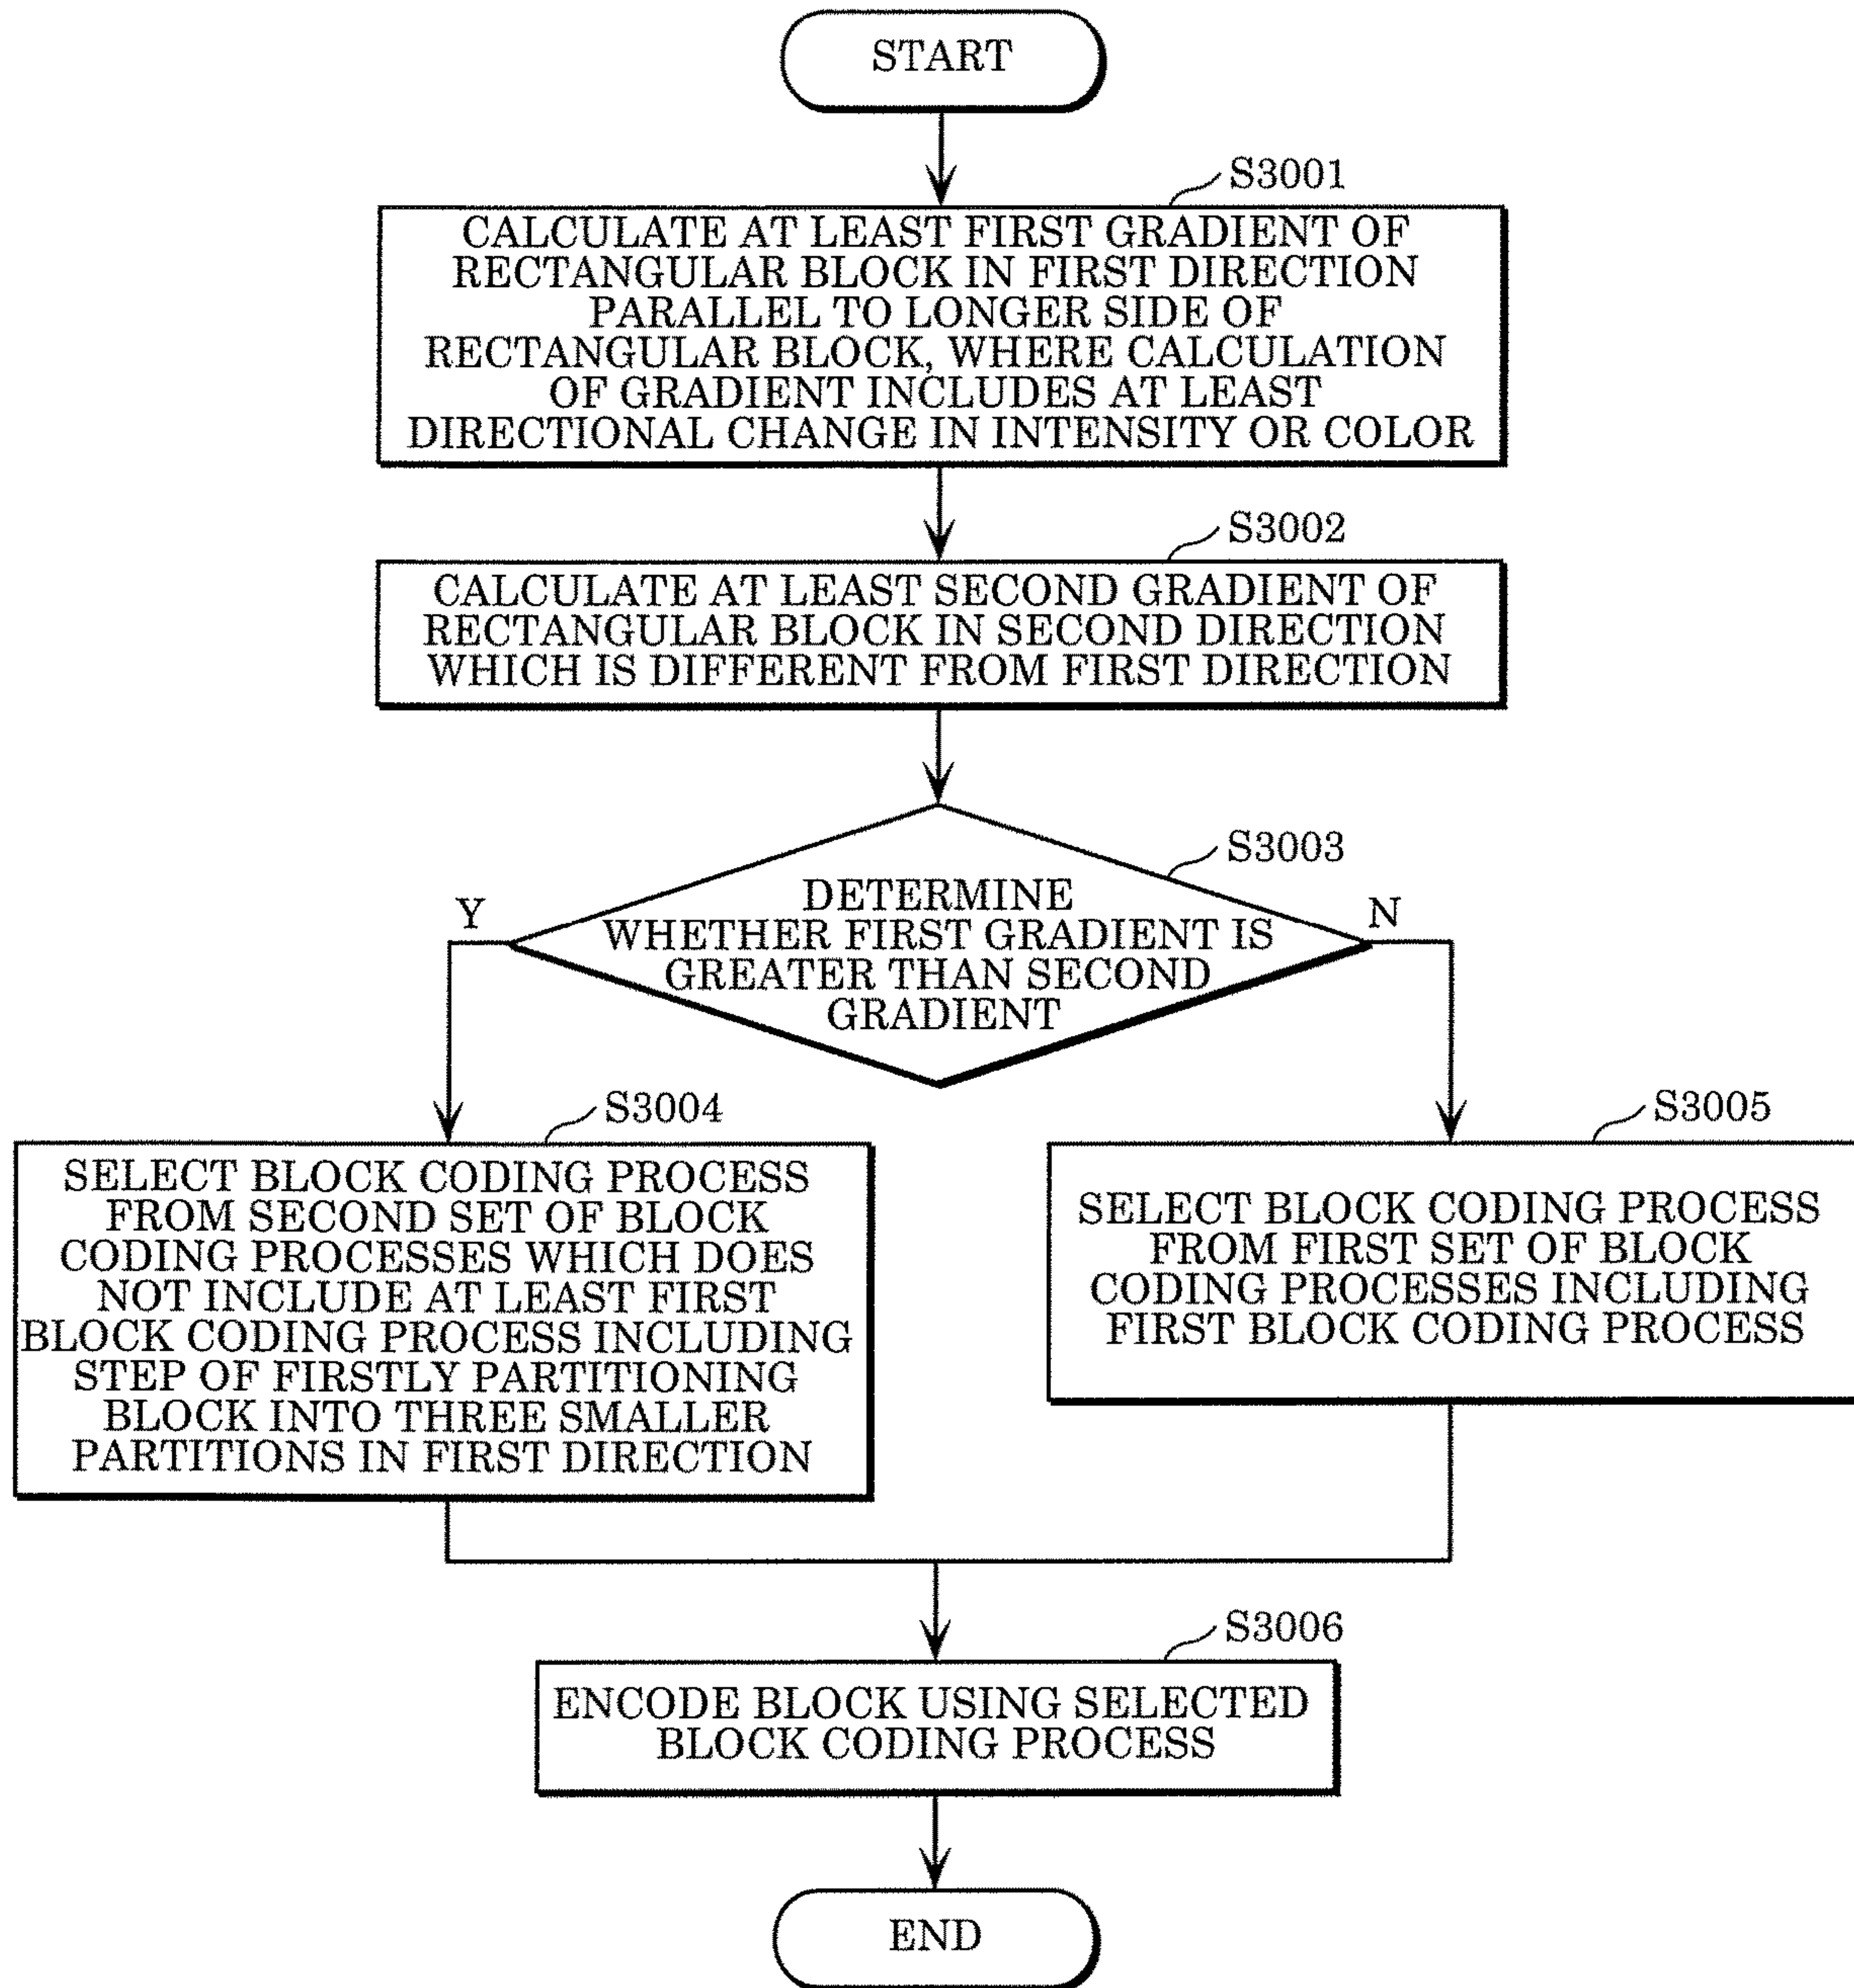 START
S3001
CALCULATE AT LEAST FIRST GRADIENT OF
RECTANGULAR BLOCK IN FIRST DIRECTION
PARALLEL TO LONGER SIDE OF
RECTANGULAR BLOCK, WHERE CALCULATION
OF GRADIENT INCLUDES AT LEAST
DIRECTIONAL CHANGE IN INTENSITY OR COLOR
S3002
CALCULATE AT LEAST SECOND GRADIENT OF
RECTANGULAR BLOCK IN SECOND DIRECTION
WHICH IS DIFFERENT FROM FIRST DIRECTION
S3003
DETERMINE
WHETHER FIRST GRADIENT IS
GREATER THAN SECOND
GRADIENT
Y
N
S3004
SELECT BLOCK CODING PROCESS
FROM SECOND SET OF BLOCK
CODING PROCESSES WHICH DOES
NOT INCLUDE AT LEAST FIRST
BLOCK CODING PROCESS INCLUDING
STEP OF FIRSTLY PARTITIONING
BLOCK INTO THREE SMALLER
PARTITIONS IN FIRST DIRECTION
S3005
SELECT BLOCK CODING PROCESS
FROM FIRST SET OF BLOCK
CODING PROCESSES INCLUDING
FIRST BLOCK CODING PROCESS
S3006
ENCODE BLOCK USING SELECTED
BLOCK CODING PROCESS
END